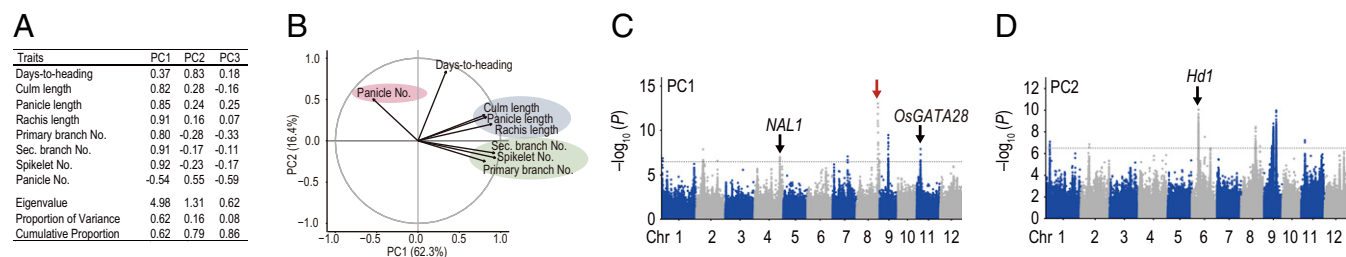 A
Traits PC1 PC2 PC3
Days-to-heading 0.37 0.83 0.18
Culm length 0.82 0.28 -0.16
Panicle length 0.85 0.24 0.25
Rachis length 0.91 0.16 0.07
Primary branch No. 0.80 -0.28 -0.33
Sec. branch No. 0.91 -0.17 -0.11
Spikelet No. 0.92 -0.23 -0.17
Panicle No. -0.54 0.55 -0.59
Eigenvalue 4.98 1.31 0.62
Proportion of Variance 0.62 0.16 0.08
Cumulative Proportion 0.62 0.79 0.86
B
PC2 (16.4%)
1.0
0.5
0.0
−0.5
−1.0
Days-to-heading
Panicle No.
Culm length
Panicle length
Rachis length
Sec. branch No.
Spikelet No.
Primary branch No.
−1.0 −0.5 0.0 0.5 1.0
PC1 (62.3%)
C
−log10 (P)
15
10
5
0
PC1
NAL1
OsGATA28
Chr 1 2 3 4 5 6 7 8 9 10 11 12
D
−log10 (P)
12
10
8
6
4
2
0
PC2
Hd1
Chr 1 2 3 4 5 6 7 8 9 10 11 12